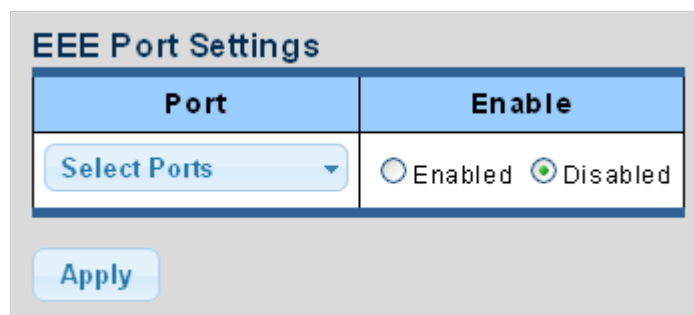 EEE Port Settings
Port Enable
Select Ports Enabled Disabled
Apply